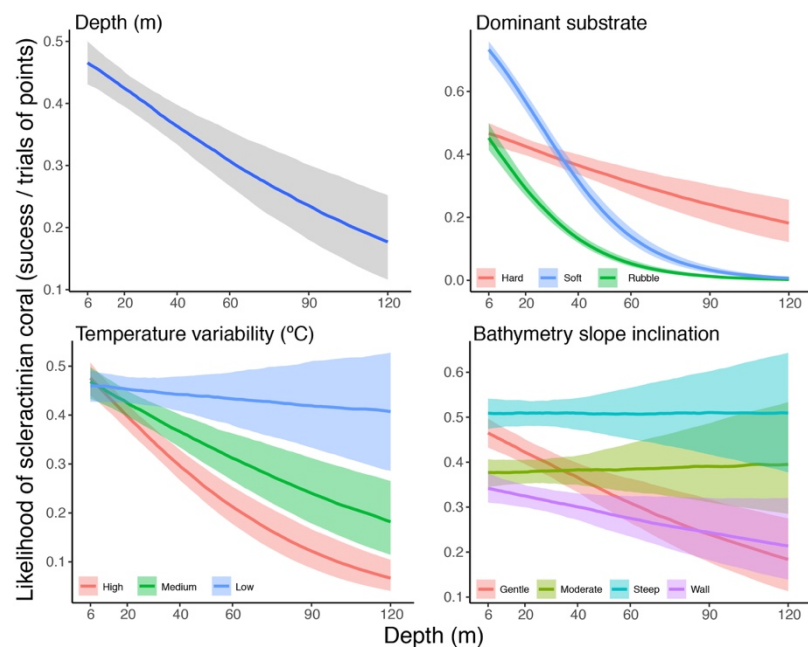 Likelihood of scleractinian coral (sucess / trials of points)
Depth (m)
0.5
0.4
0.3
0.2
0.1
6 20 40 60 90 120
Dominant substrate
0.6
0.4
0.2
0.0
Hard Soft Rubble
6 20 40 60 90 120
Temperature variability (ºC)
0.5
0.4
0.3
0.2
0.1
High Medium Low
6 20 40 60 90 120
Bathymetry slope inclination
0.6
0.5
0.4
0.3
0.2
0.1
Gentle Moderate Steep Wall
6 20 40 60 90 120
Depth (m)